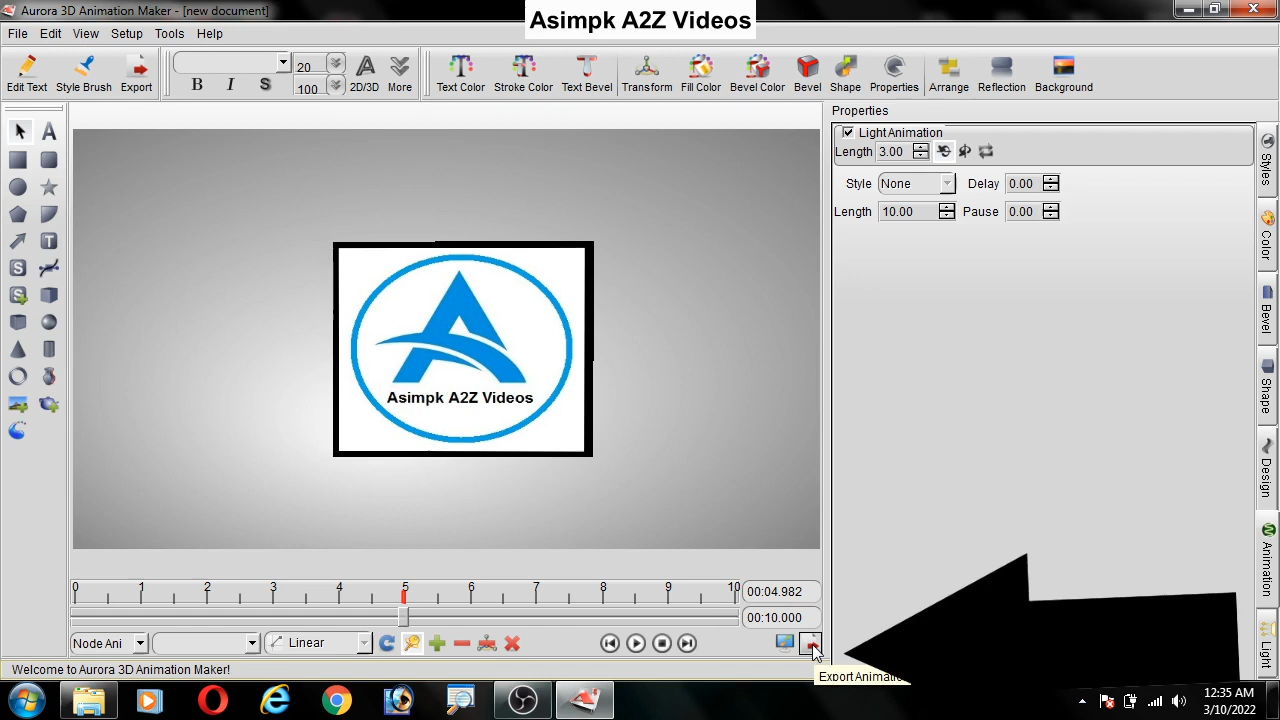 Aurora 3D Animation Maker - [new document]
Asimpk A2Z Videos
File Edit View Setup Tools Help
20
100
Edit Text Style Brush Export B I S 2D/3D More Text Color Stroke Color Text Bevel Transform Fill Color Bevel Color Bevel Shape Properties Arrange Reflection Background
Properties
Light Animation
Length 3.00
Style None Delay 0.00
Length 10.00 Pause 0.00
Styles
Color
Bevel
Shape
Design
Animation
Light
Asimpk A2Z Videos
0 1 2 3 4 5 6 7 8 9 10
00:04.982
00:10.000
Node Ani Linear
Welcome to Aurora 3D Animation Maker!
Export
12:35 AM
3/10/2022